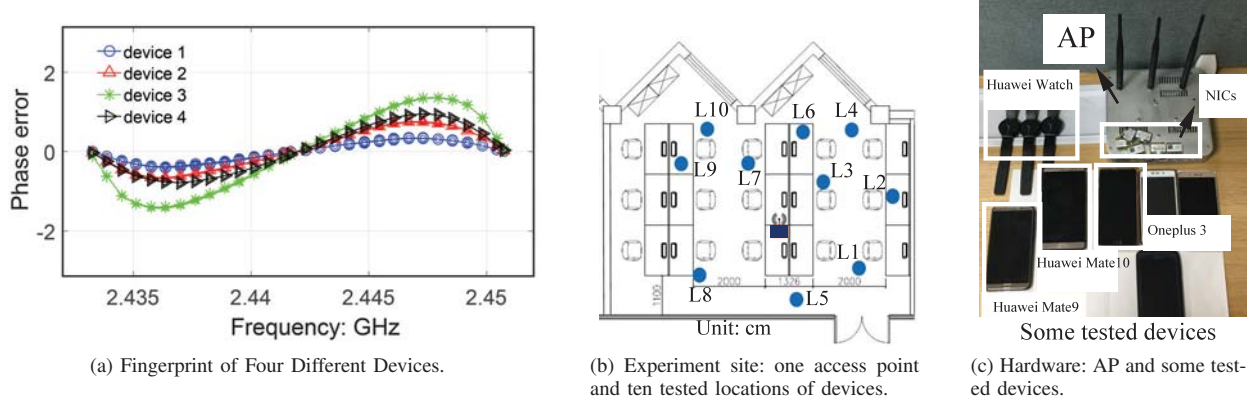 2
0
-2
Phase error
device 1
device 2
device 3
device 4
2.435
2.44
2.445
2.45
Frequency: GHz
(a) Fingerprint of Four Different Devices.
L10
L6
L4
L9
L7
L3
L2
L1
L8
2000
1326
2000
1100
L5
Unit: cm
(b) Experiment site: one access point
and ten tested locations of devices.
AP
Huawei Watch
NICs
Oneplus 3
Huawei Mate10
Huawei Mate9
Some tested devices
(c) Hardware: AP and some test-
ed devices.